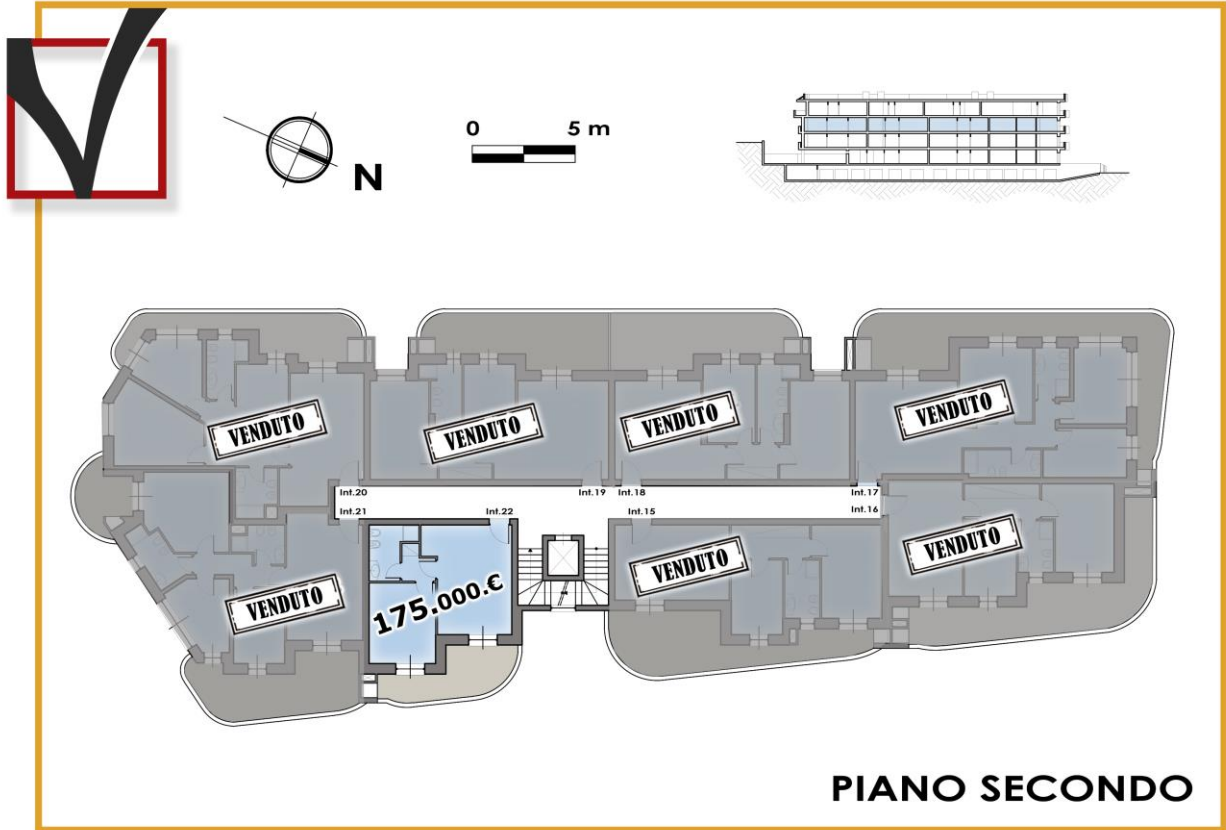 0 5 m
N
VENDUTO
VENDUTO
VENDUTO
VENDUTO
Int.20
Int.19
Int.18
Int.17
Int.21
Int.22
Int.15
Int.16
VENDUTO
VENDUTO
VENDUTO
175.000.€
PIANO SECONDO